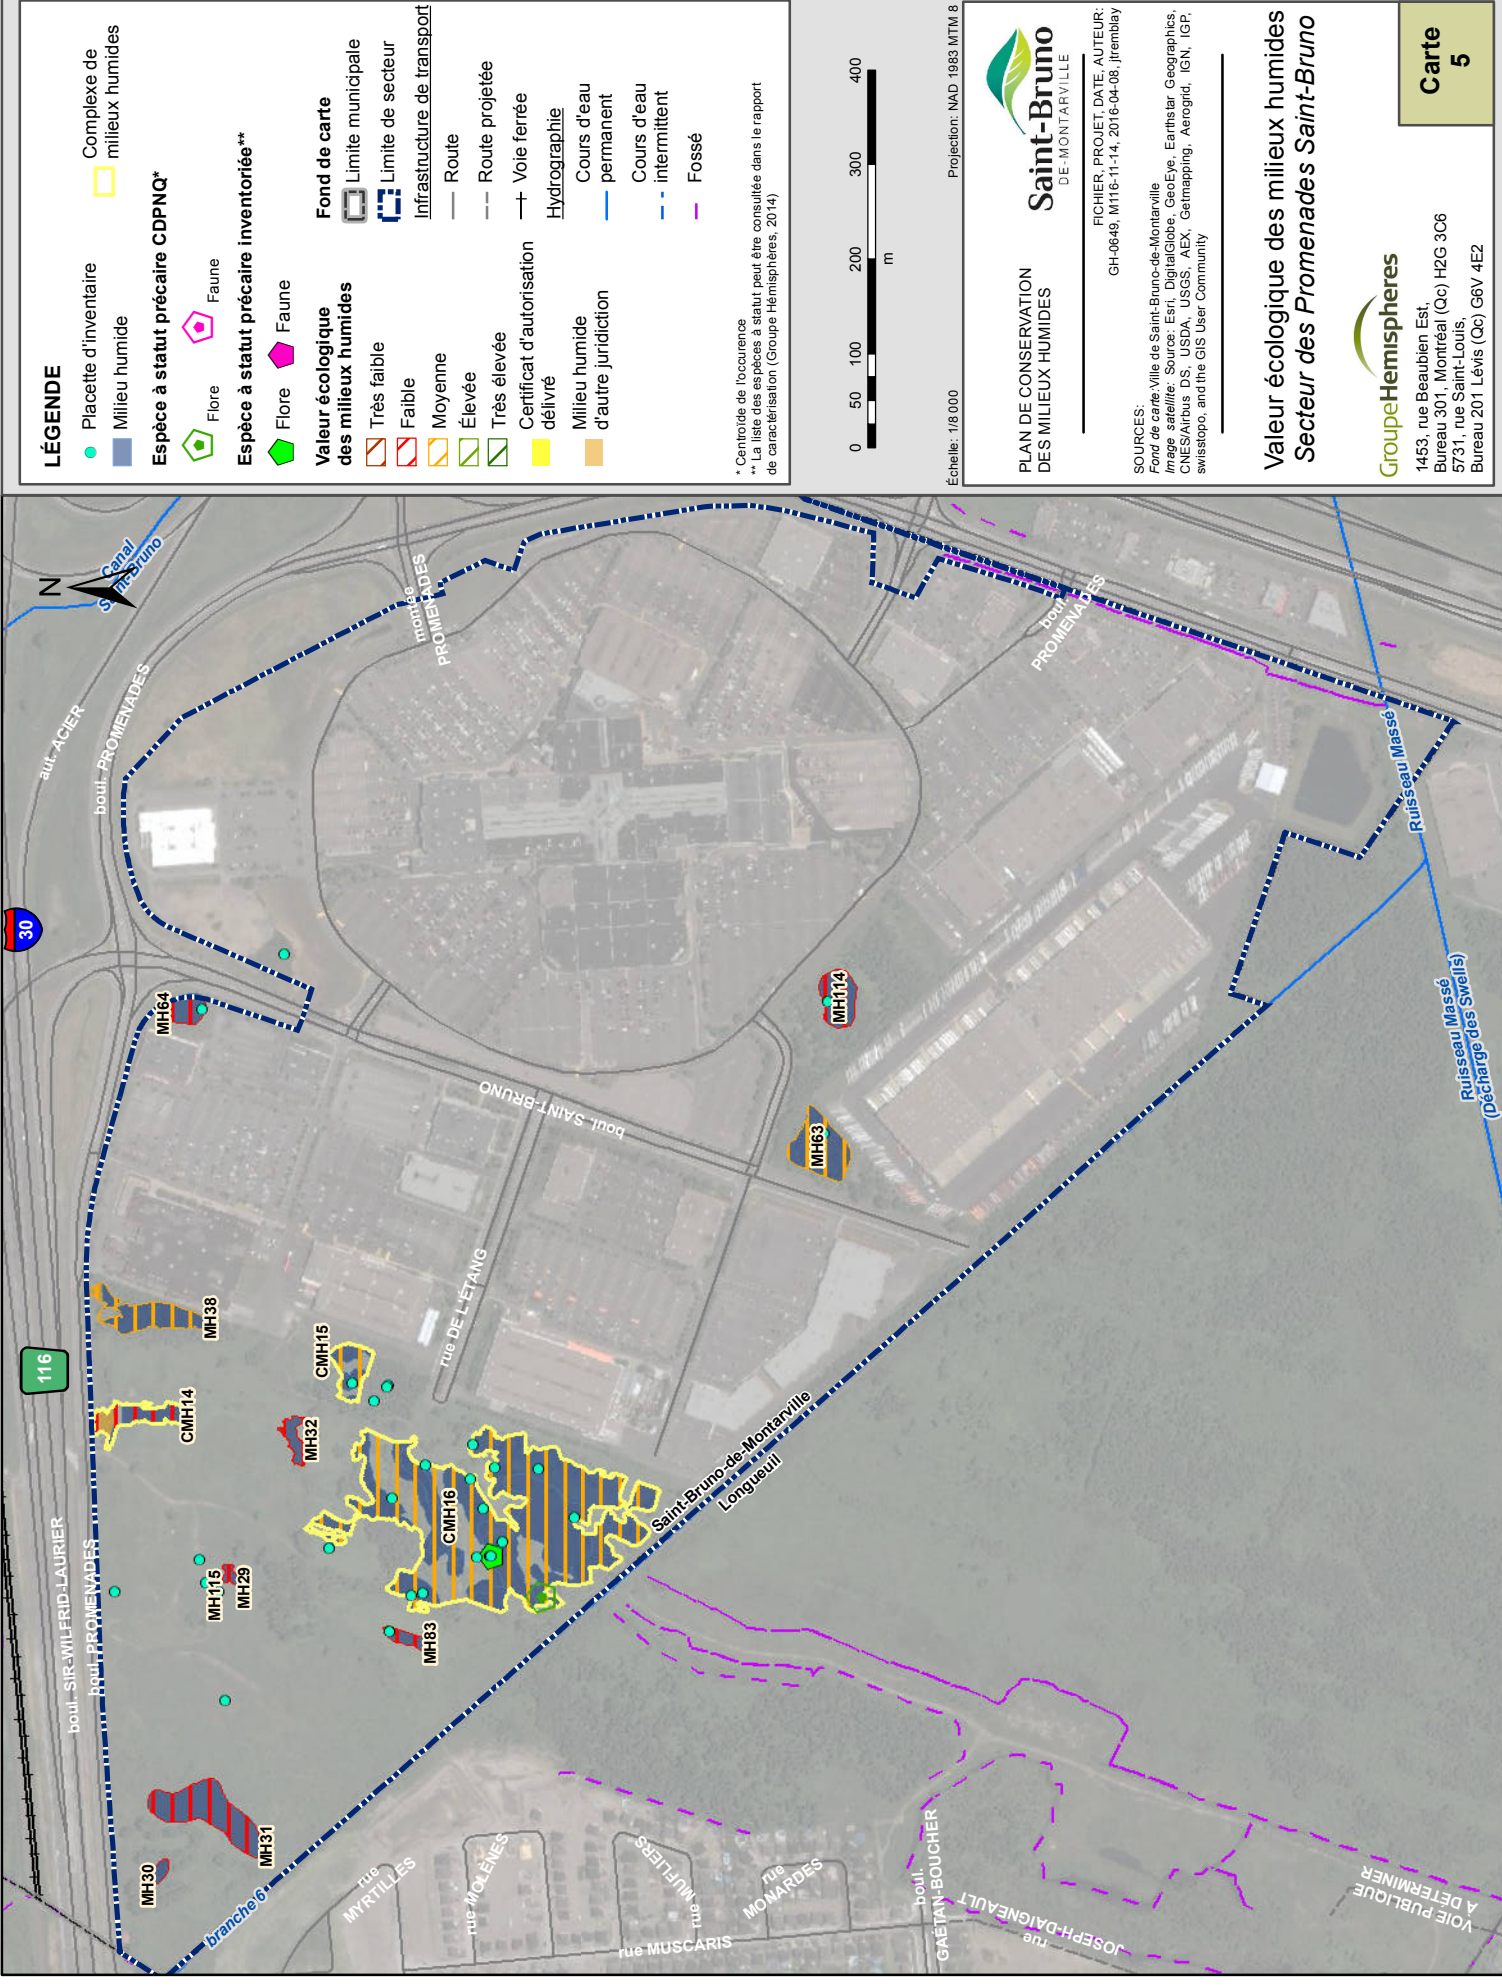 LÉGENDE
Placette d'inventaire
Milieu humide
Complexe de
milieux humides
Espèce à statut précaire CDPNQ*
Flore
Faune
Espèce à statut précaire inventoriée**
Flore
Faune
Valeur écologique
des milieux humides
Très faible
Faible
Moyenne
Élevée
Très élevée
Certificat d'autorisation
délivré
Milieu humide
d'autre juridiction
Fond de carte
Limite municipale
Limite de secteur
Infrastructure de transport
Route
Route projetée
Voie ferrée
Hydrographie
Cours d'eau
permanent
Cours d'eau
intermittent
Fossé
* Centroïde de l'occurence
** La liste des espèces à statut peut être consultée dans le rapport
de caractérisation (Groupe Hémisphères, 2014)
0 50 100 200 300 400
m
Échelle: 1/8 000
Projection: NAD 1983 MTM 8
PLAN DE CONSERVATION
DES MILIEUX HUMIDES
Saint-Bruno
DE-MONTARVILLE
FICHIER, PROJET, DATE, AUTEUR:
GH-0649, M116-11-14, 2016-04-08, jtremblay
SOURCES:
Fond de carte:Ville de Saint-Bruno-de-Montarville
Image satellite: Source: Esri, DigitalGlobe, GeoEye, Earthstar Geographics,
CNES/Airbus DS, USDA, USGS, AEX, Getmapping, Aerogrid, IGN, IGP,
swisstopo, and the GIS User Community
Valeur écologique des milieux humides
Secteur des Promenades Saint-Bruno
GroupeHemispheres
1453, rue Beaubien Est,
Bureau 301, Montréal (Qc) H2G 3C6
5731, rue Saint-Louis,
Bureau 201 Lévis (Qc) G6V 4E2
Carte
5
N
Canal
Saint-Bruno
30
116
aut. ACIER
boul. PROMENADES
montée
PROMENADES
boul. SIR-WILFRID-LAURIER
boul. PROMENADES
boul. SAINT-BRUNO
rue DE L'ÉTANG
boul.
PROMENADES
MH64
MH38
CMH14
CMH15
MH32
MH115
MH29
MH83
CMH16
MH31
MH30
MH63
MH114
Saint-Bruno-de-Montarville
Longueuil
Ruisseau Massé
Ruisseau Massé
(Décharge des Swells)
branche 6
rue
MYRTILLES
rue MOLÈNES
rue
MUFLIERS
rue
MONARDES
rue MUSCARIS
boul.
GAÉTAN-BOUCHER
rue
JOSEPH-DAIGNEAULT
VOIE PUBLIQUE
À DÉTERMINER